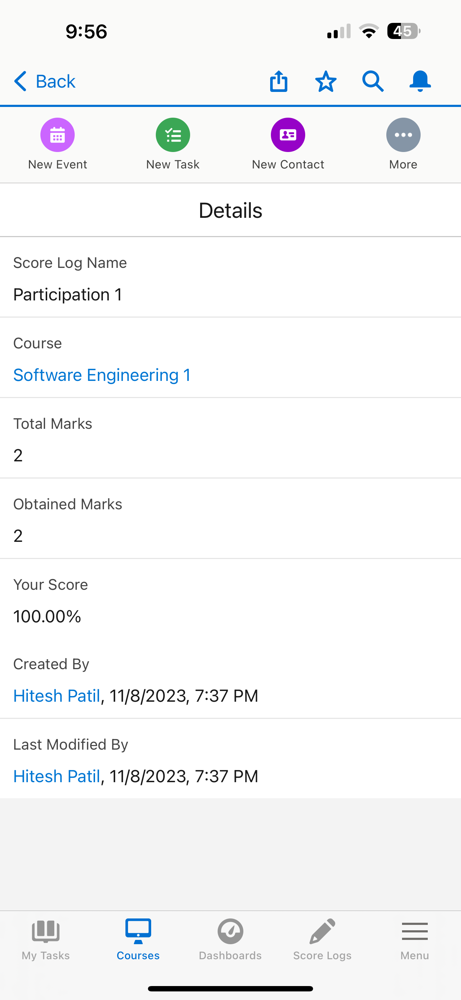 9:56
45
Back
New Event
New Task
New Contact
More
Details
Score Log Name
Participation 1
Course
Software Engineering 1
Total Marks
2
Obtained Marks
2
Your Score
100.00%
Created By
Hitesh Patil, 11/8/2023, 7:37 PM
Last Modified By
Hitesh Patil, 11/8/2023, 7:37 PM
My Tasks
Courses
Dashboards
Score Logs
Menu